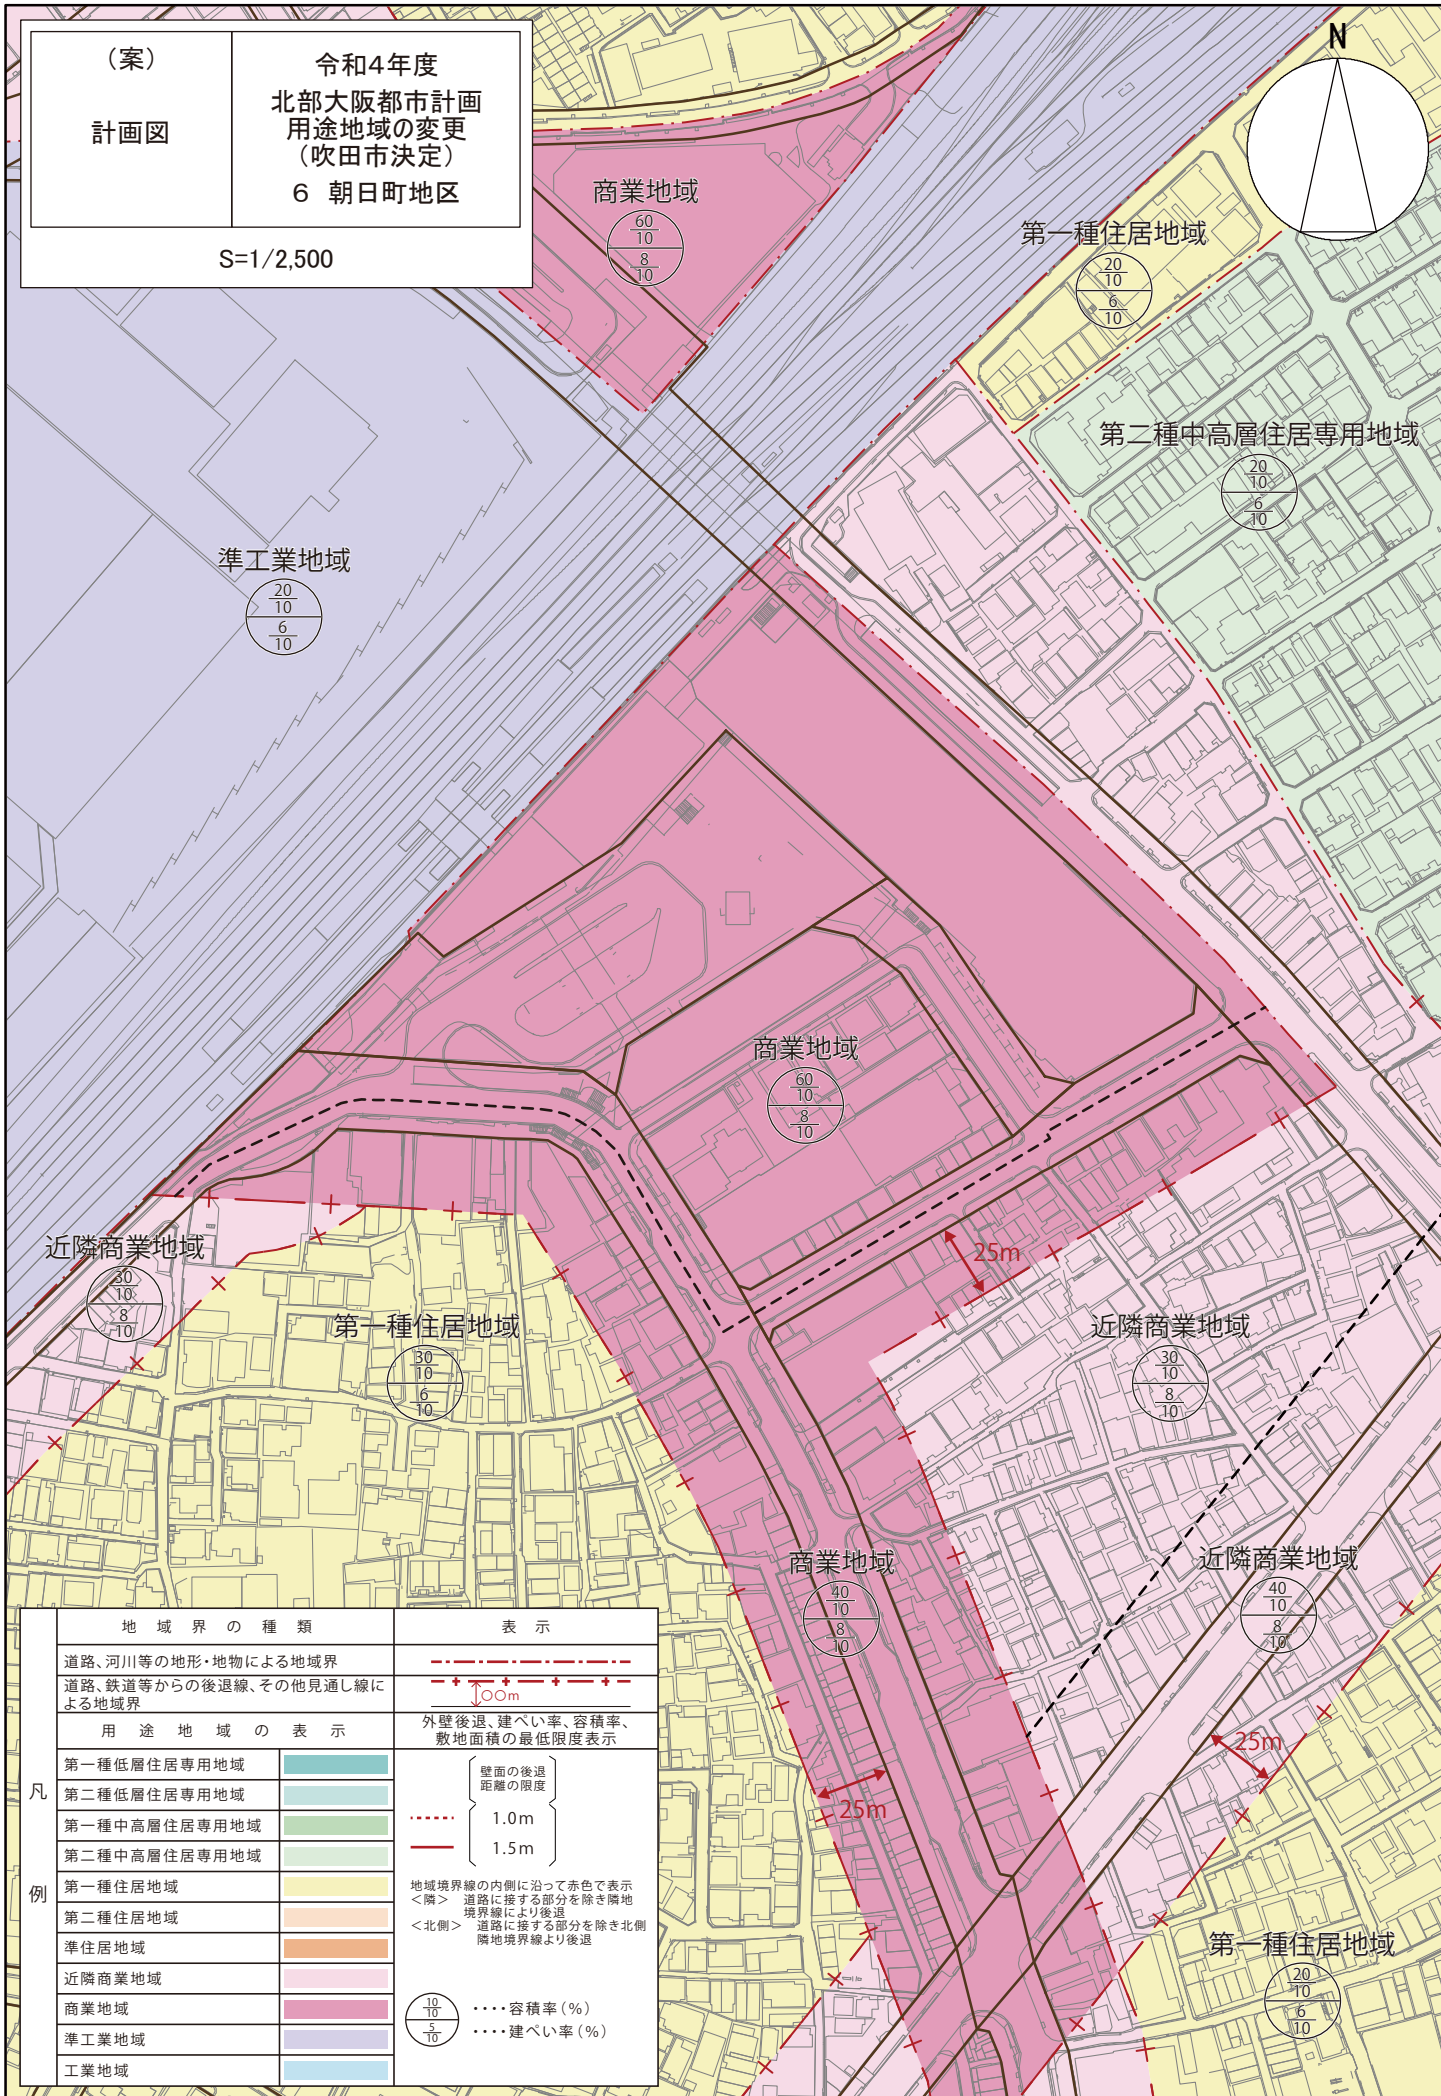 （案）
計画図
令和4年度
北部大阪都市計画
用途地域の変更
（吹田市決定）
6 朝日町地区
S=1/2,500
N
商業地域
60
10
8
10
第一種住居地域
20
10
6
10
第二種中高層住居専用地域
20
10
6
10
準工業地域
20
10
6
10
商業地域
60
10
8
10
25m
近隣商業地域
30
10
8
10
第一種住居地域
30
10
6
10
近隣商業地域
30
10
8
10
商業地域
40
10
8
10
近隣商業地域
40
10
8
10
25m
25m
第一種住居地域
20
10
6
10
凡例
地域界の種類
表示
道路、河川等の地形・地物による地域界
道路、鉄道等からの後退線、その他見通し線に
よる地域界
〇〇m
用途地域の表示
外壁後退、建ぺい率、容積率、
敷地面積の最低限度表示
第一種低層住居専用地域
第二種低層住居専用地域
第一種中高層住居専用地域
第二種中高層住居専用地域
第一種住居地域
第二種住居地域
準住居地域
近隣商業地域
商業地域
準工業地域
工業地域
壁面の後退
距離の限度
1.0m
1.5m
地域境界線の内側に沿って赤色で表示
＜隣＞ 道路に接する部分を除き隣地
境界線により後退
＜北側＞ 道路に接する部分を除き北側
隣地境界線より後退
10
10
5
10
････容積率（%）
････建ぺい率（%）